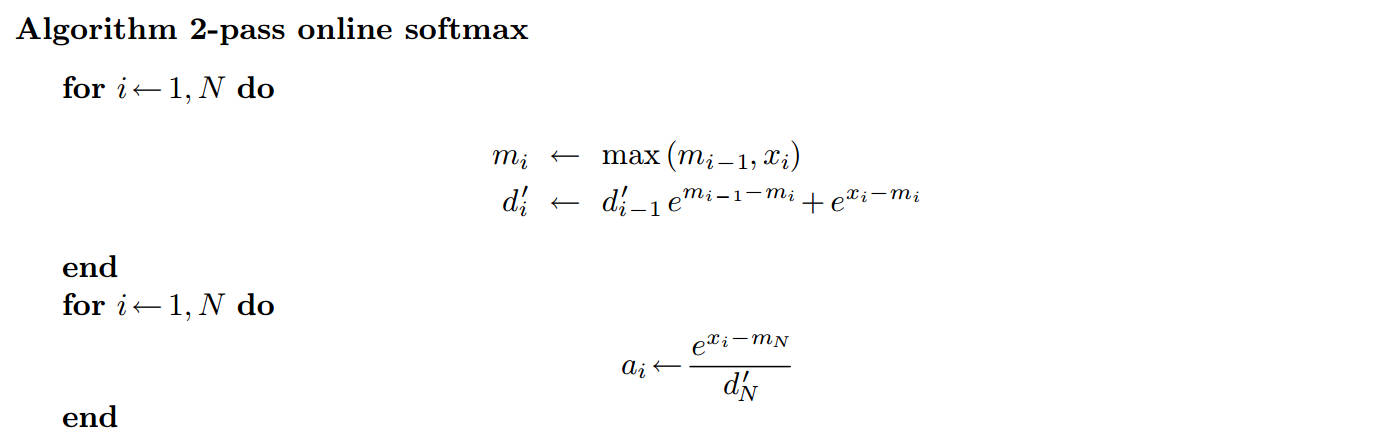 Algorithm 2-pass online softmax
for i ← 1, N do
m_i ← max (m_{i−1}, x_i)
d′_i ← d′_{i−1} e^{m_{i−1}−m_i} + e^{x_i−m_i}
end
for i ← 1, N do
a_i ← \frac{e^{x_i−m_N}}{d′_N}
end